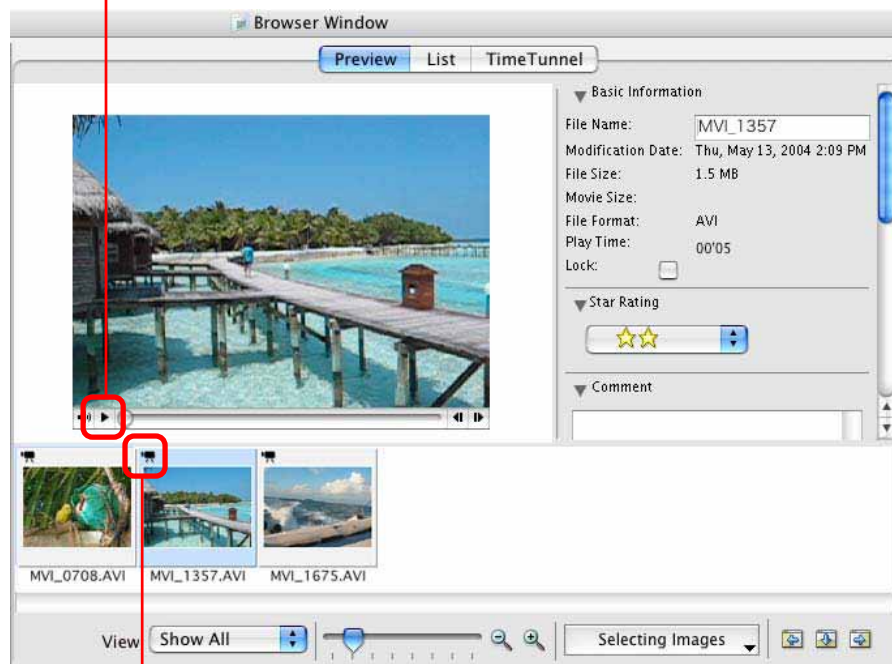 Browser Window
Preview List TimeTunnel
Basic Information
File Name: MVI_1357
Modification Date: Thu, May 13, 2004 2:09 PM
File Size: 1.5 MB
Movie Size:
File Format: AVI
Play Time: 00'05
Lock:
Star Rating
Comment
MVI_0708.AVI MVI_1357.AVI MVI_1675.AVI
View Show All Selecting Images